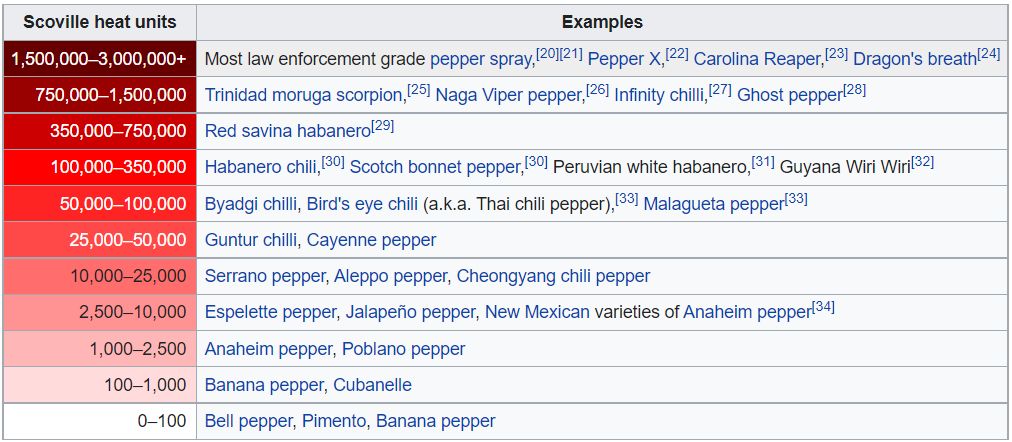 Scoville heat units Examples
1,500,000–3,000,000+ Most law enforcement grade pepper spray,[20][21] Pepper X,[22] Carolina Reaper,[23] Dragon's breath[24]
750,000–1,500,000 Trinidad moruga scorpion,[25] Naga Viper pepper,[26] Infinity chilli,[27] Ghost pepper[28]
350,000–750,000 Red savina habanero[29]
100,000–350,000 Habanero chili,[30] Scotch bonnet pepper,[30] Peruvian white habanero,[31] Guyana Wiri Wiri[32]
50,000–100,000 Byadgi chilli, Bird's eye chili (a.k.a. Thai chili pepper),[33] Malagueta pepper[33]
25,000–50,000 Guntur chilli, Cayenne pepper
10,000–25,000 Serrano pepper, Aleppo pepper, Cheongyang chili pepper
2,500–10,000 Espelette pepper, Jalapeño pepper, New Mexican varieties of Anaheim pepper[34]
1,000–2,500 Anaheim pepper, Poblano pepper
100–1,000 Banana pepper, Cubanelle
0–100 Bell pepper, Pimento, Banana pepper